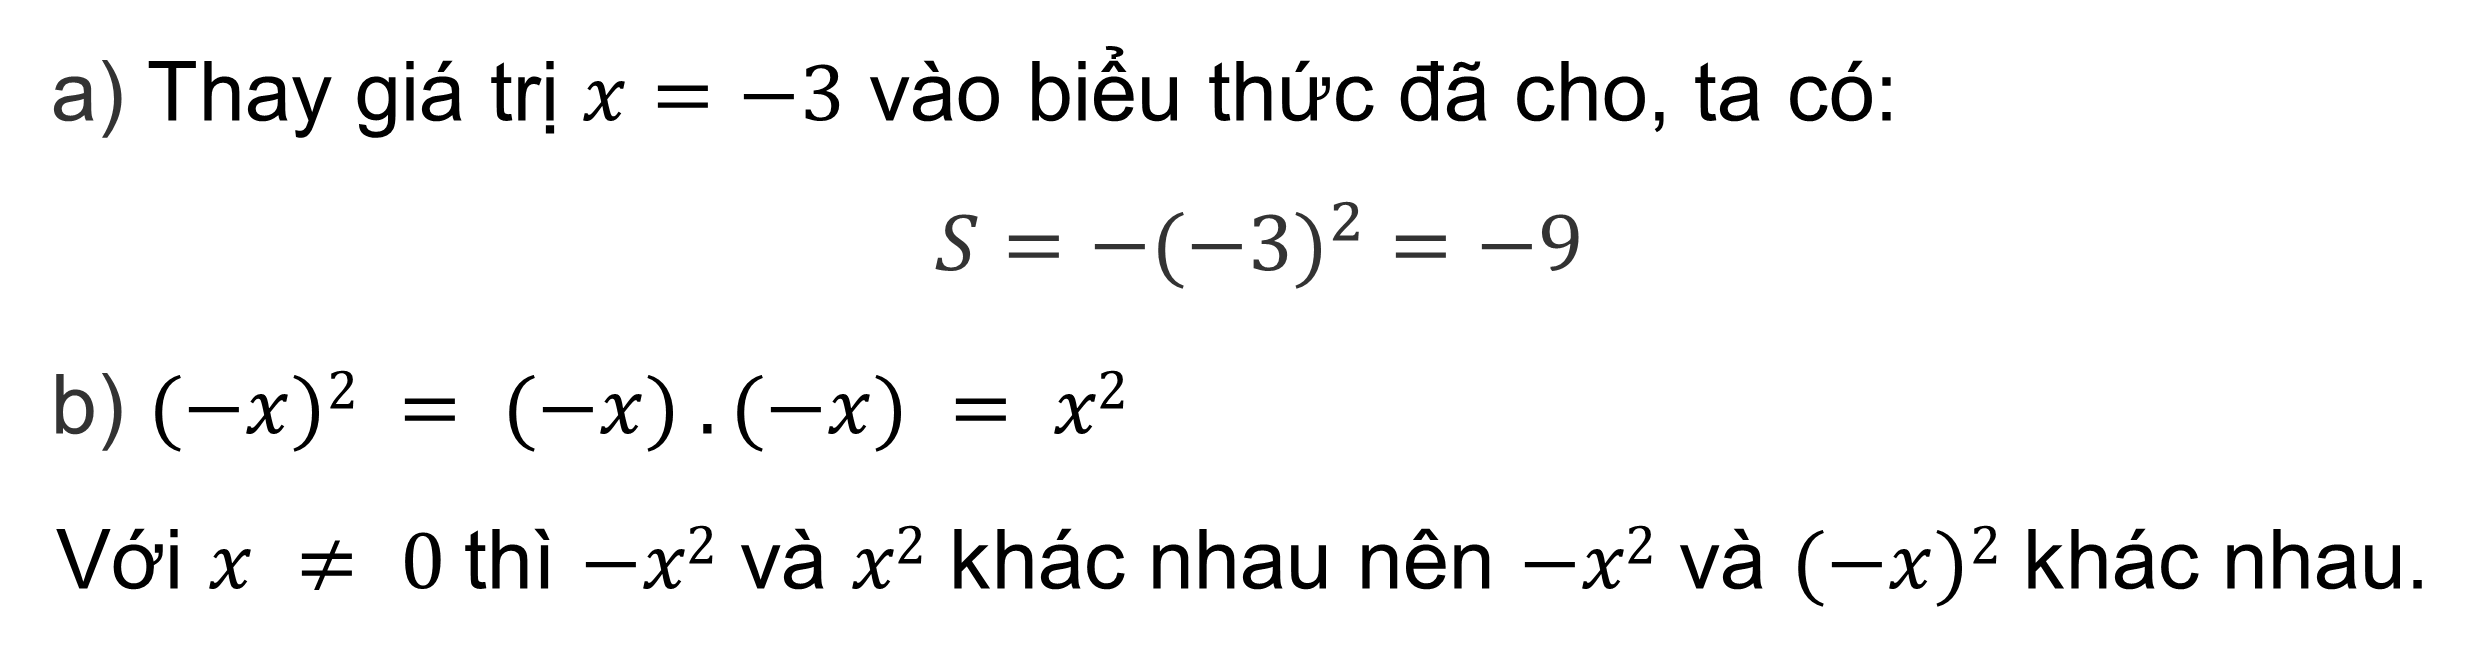 a) Thay giá trị x = −3 vào biểu thức đã cho, ta có:
S = −(−3)² = −9
b) (−x)² = (−x) . (−x) = x²
Với x ≠ 0 thì −x² và x² khác nhau nên −x² và (−x)² khác nhau.